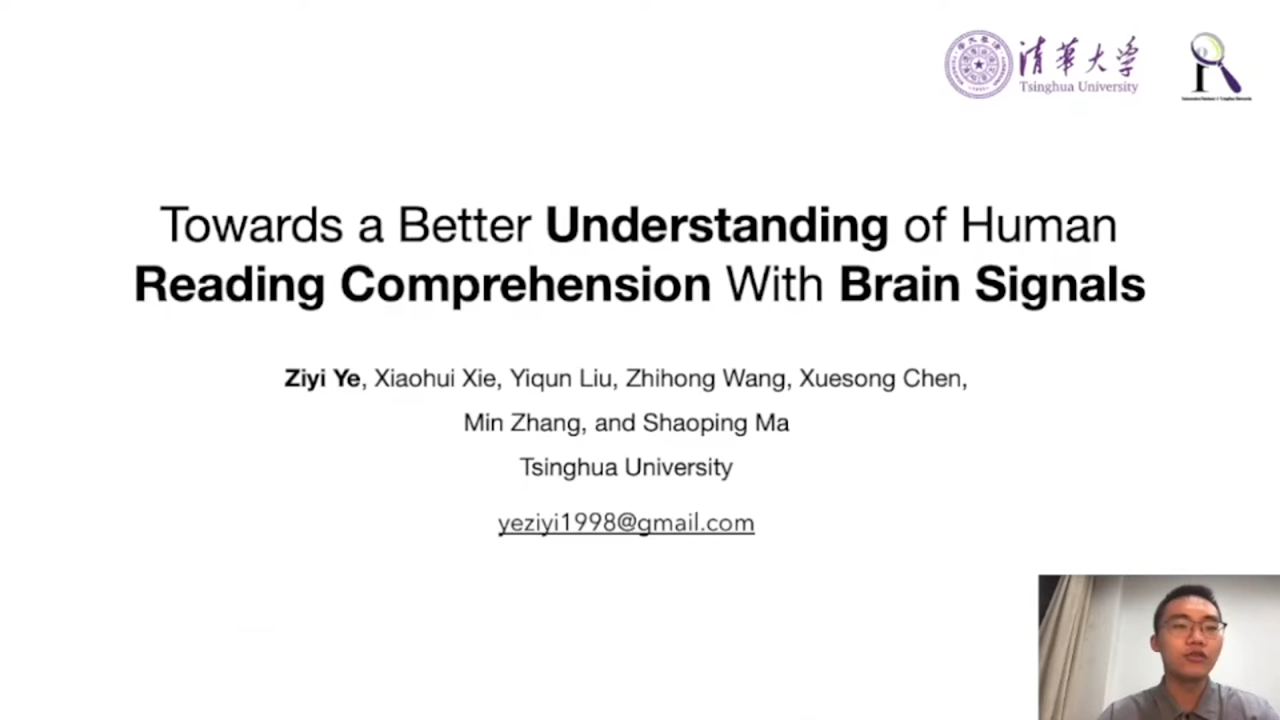 清華大学
Tsinghua University
Towards a Better Understanding of Human
Reading Comprehension With Brain Signals
Ziyi Ye, Xiaohui Xie, Yiqun Liu, Zhihong Wang, Xuesong Chen,
Min Zhang, and Shaoping Ma
Tsinghua University
yeziyi1998@gmail.com